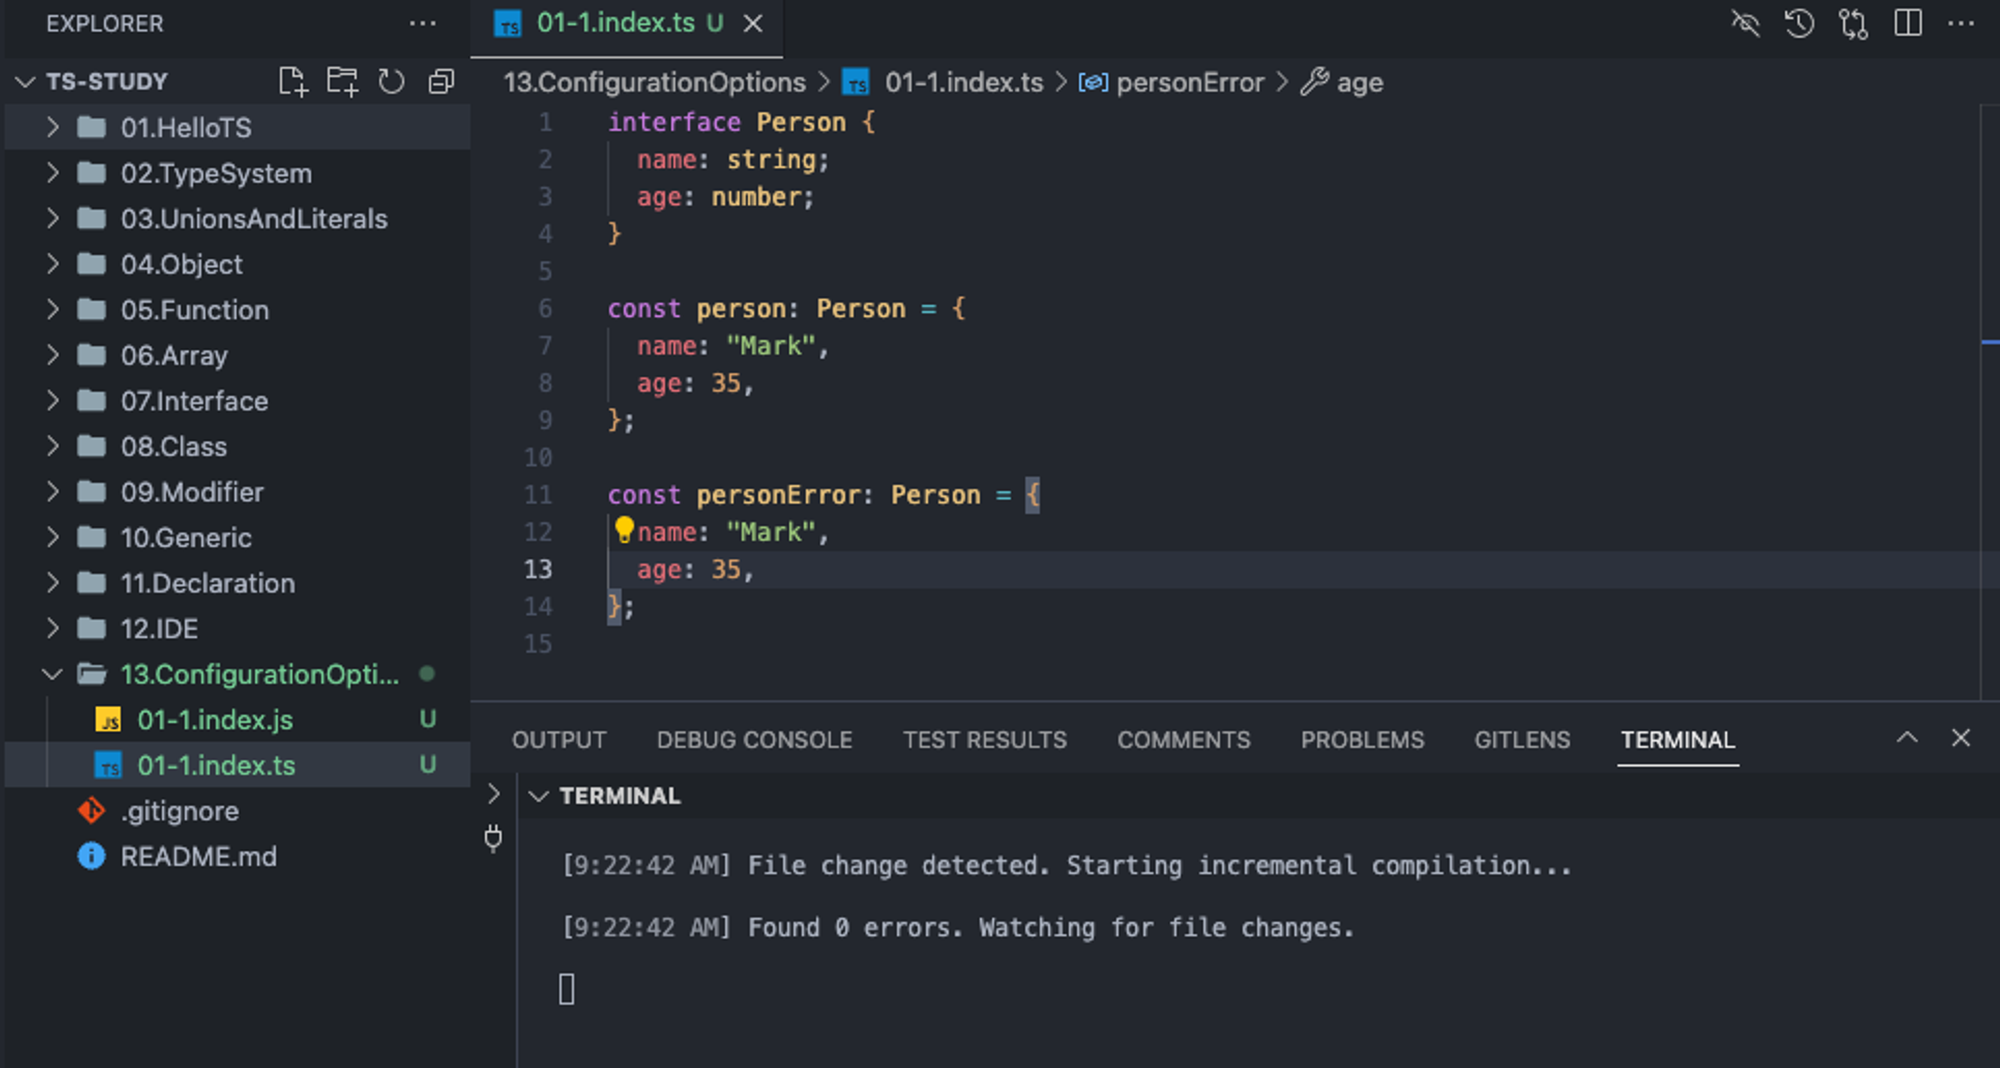 EXPLORER
TS-STUDY
01.HelloTS
02.TypeSystem
03.UnionsAndLiterals
04.Object
05.Function
06.Array
07.Interface
08.Class
09.Modifier
10.Generic
11.Declaration
12.IDE
13.ConfigurationOpti...
JS 01-1.index.js U
TS 01-1.index.ts U
.gitignore
README.md
TS 01-1.index.ts U
13.ConfigurationOptions > TS 01-1.index.ts > personError > age
1 interface Person {
2 name: string;
3 age: number;
4 }
5
6 const person: Person = {
7 name: "Mark",
8 age: 35,
9 };
10
11 const personError: Person = {
12 name: "Mark",
13 age: 35,
14 };
15
OUTPUT DEBUG CONSOLE TEST RESULTS COMMENTS PROBLEMS GITLENS TERMINAL
TERMINAL
[9:22:42 AM] File change detected. Starting incremental compilation...
[9:22:42 AM] Found 0 errors. Watching for file changes.